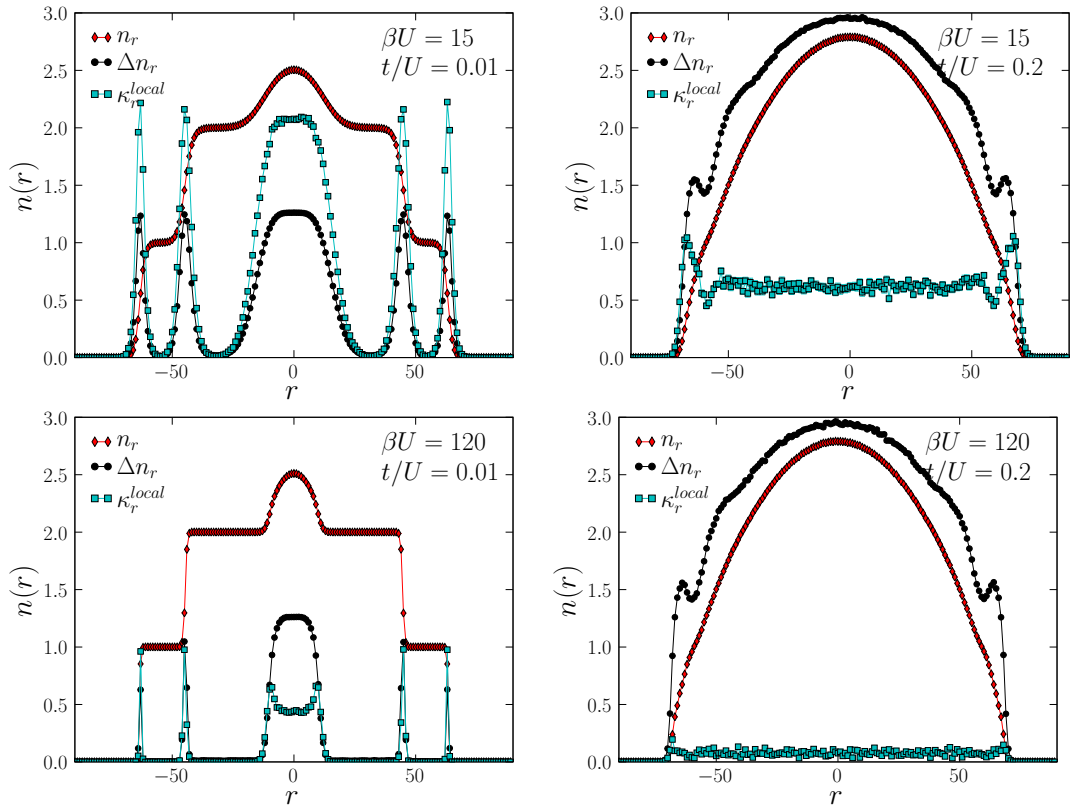 3.0
2.5
2.0
1.5
1.0
0.5
0.0
n(r)
n_r
Δn_r
κ_r^{local}
βU = 15
t/U = 0.01
−50
0
50
r
3.0
2.5
2.0
1.5
1.0
0.5
0.0
n(r)
n_r
Δn_r
κ_r^{local}
βU = 15
t/U = 0.2
−50
0
50
r
3.0
2.5
2.0
1.5
1.0
0.5
0.0
n(r)
n_r
Δn_r
κ_r^{local}
βU = 120
t/U = 0.01
−50
0
50
r
3.0
2.5
2.0
1.5
1.0
0.5
0.0
n(r)
n_r
Δn_r
κ_r^{local}
βU = 120
t/U = 0.2
−50
0
50
r